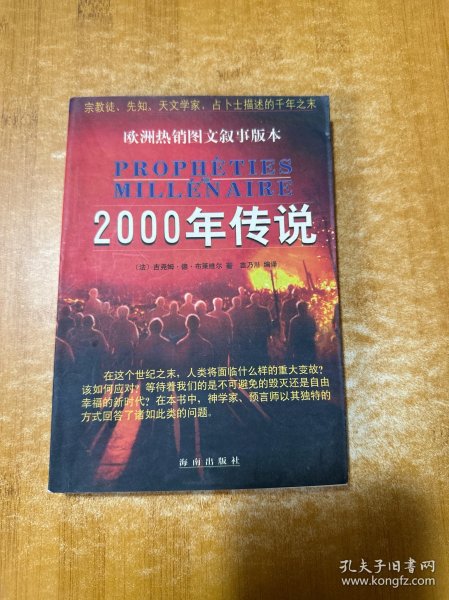 宗教徒、先知、天文学家、占卜士描述的千年之末
欧洲热销图文叙事版本
PROPHÉTIES
MILLÉNAIRE
2000年传说
(法)吉尧姆·德·布莱维尔 著 袁乃川 编译
在这个世纪之末，人类将面临什么样的重大变故？
该如何应对？等待着我们的是不可避免的毁灭还是自由
幸福的新时代？在本书中，神学家、预言师以其独特的
方式回答了诸如此类的问题。
海南出版社
孔夫子旧书网
www.kongfz.com